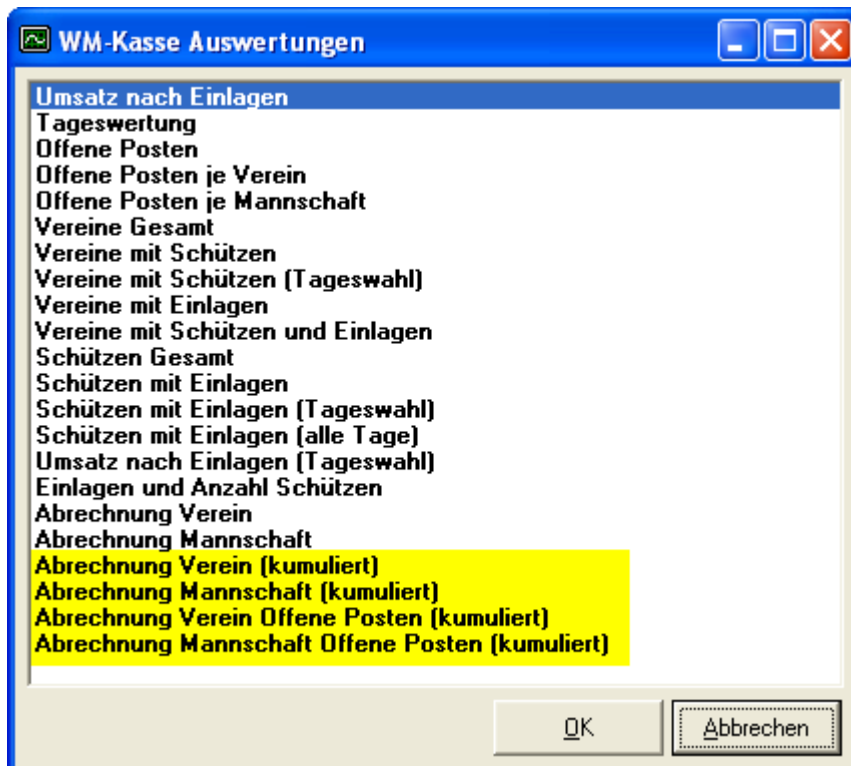 WM-Kasse Auswertungen
Umsatz nach Einlagen
Tageswertung
Offene Posten
Offene Posten je Verein
Offene Posten je Mannschaft
Vereine Gesamt
Vereine mit Schützen
Vereine mit Schützen (Tageswahl)
Vereine mit Einlagen
Vereine mit Schützen und Einlagen
Schützen Gesamt
Schützen mit Einlagen
Schützen mit Einlagen (Tageswahl)
Schützen mit Einlagen (alle Tage)
Umsatz nach Einlagen (Tageswahl)
Einlagen und Anzahl Schützen
Abrechnung Verein
Abrechnung Mannschaft
Abrechnung Verein (kumuliert)
Abrechnung Mannschaft (kumuliert)
Abrechnung Verein Offene Posten (kumuliert)
Abrechnung Mannschaft Offene Posten (kumuliert)
OK Abbrechen